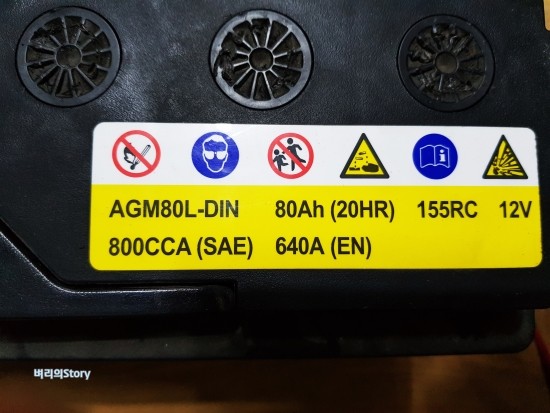 AGM80L-DIN 80Ah (20HR) 155RC 12V
800CCA (SAE) 640A (EN)
벼리의Story